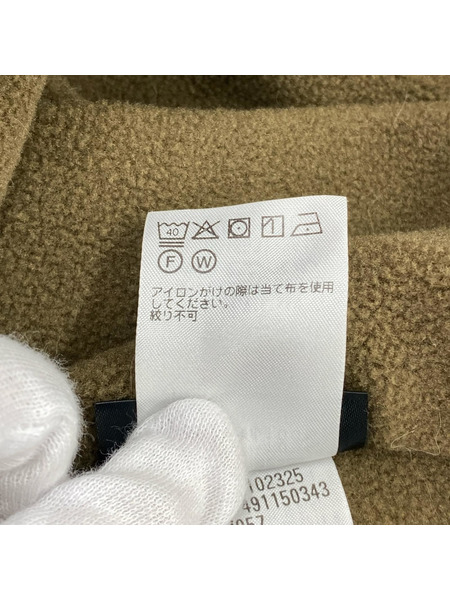 40
F W
アイロンがけの際は当て布を使用
してください。
絞り不可
102325
491150343